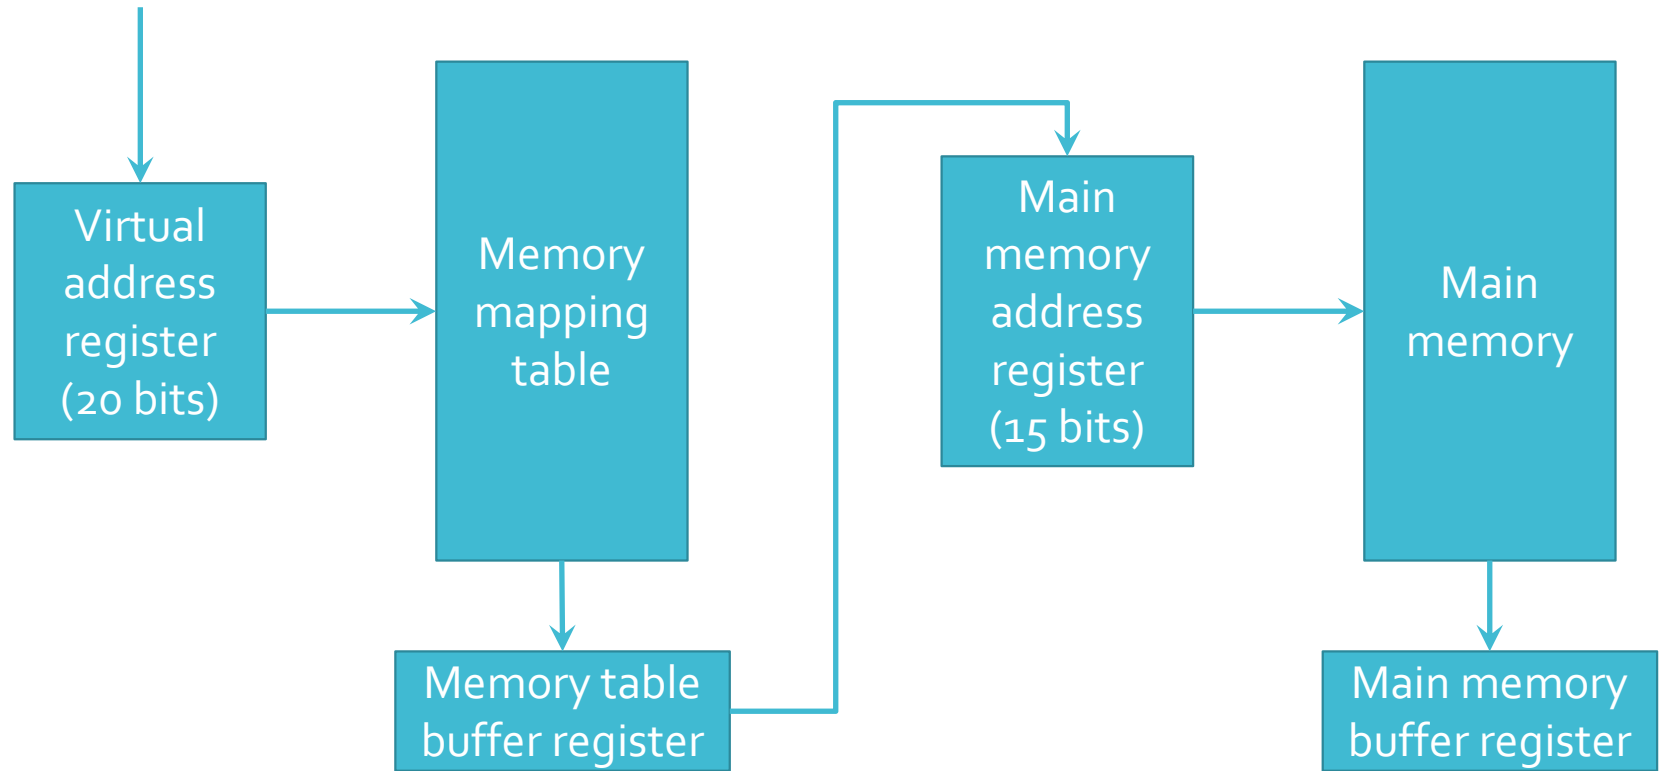 Virtual
address
register
(20 bits)
Memory
mapping
table
Memory table
buffer register
Main
memory
address
register
(15 bits)
Main
memory
Main memory
buffer register